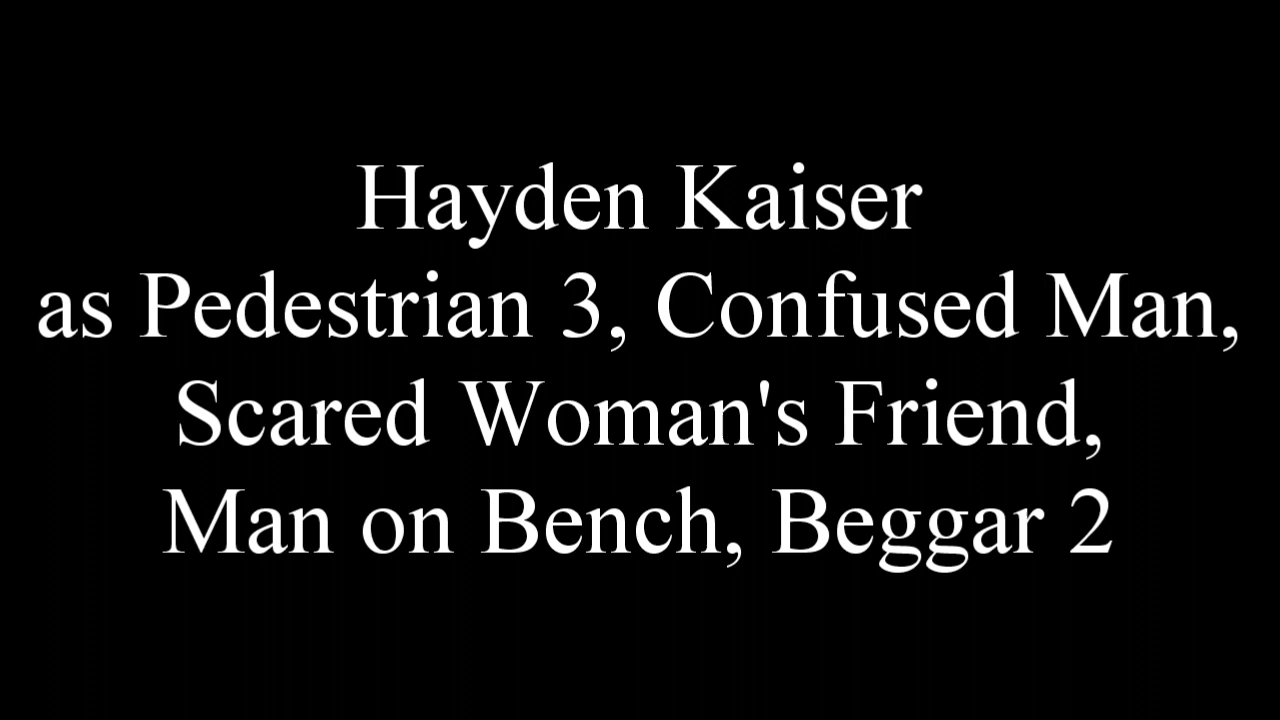 Hayden Kaiser
as Pedestrian 3, Confused Man,
Scared Woman's Friend,
Man on Bench, Beggar 2